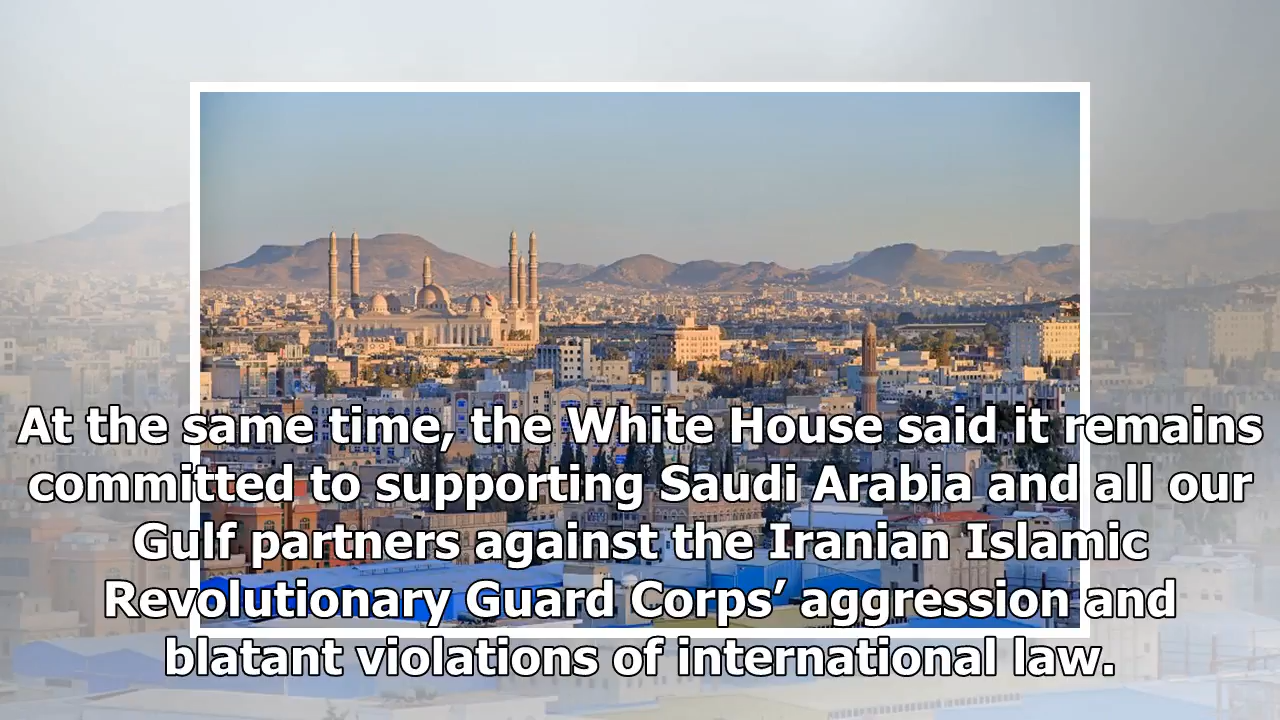 At the same time, the White House said it remains
committed to supporting Saudi Arabia and all our
Gulf partners against the Iranian Islamic
Revolutionary Guard Corps’ aggression and
blatant violations of international law.